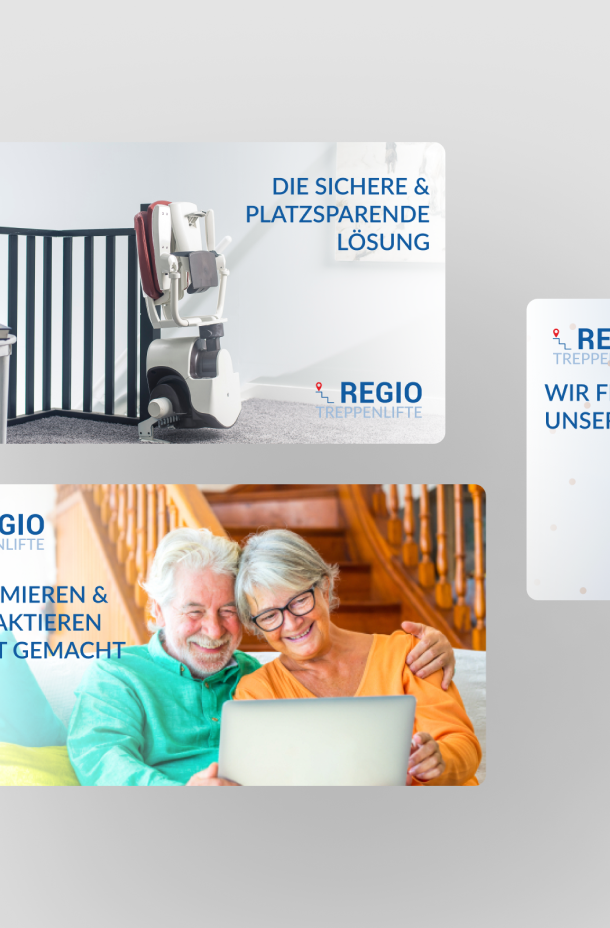 DIE SICHERE &
PLATZSPARENDE
LÖSUNG
REGIO
TREPPENLIFTE
RE
TREPPE
WIR F
UNSER
GIO
NLIFTE
MIEREN &
AKTIEREN
T GEMACHT